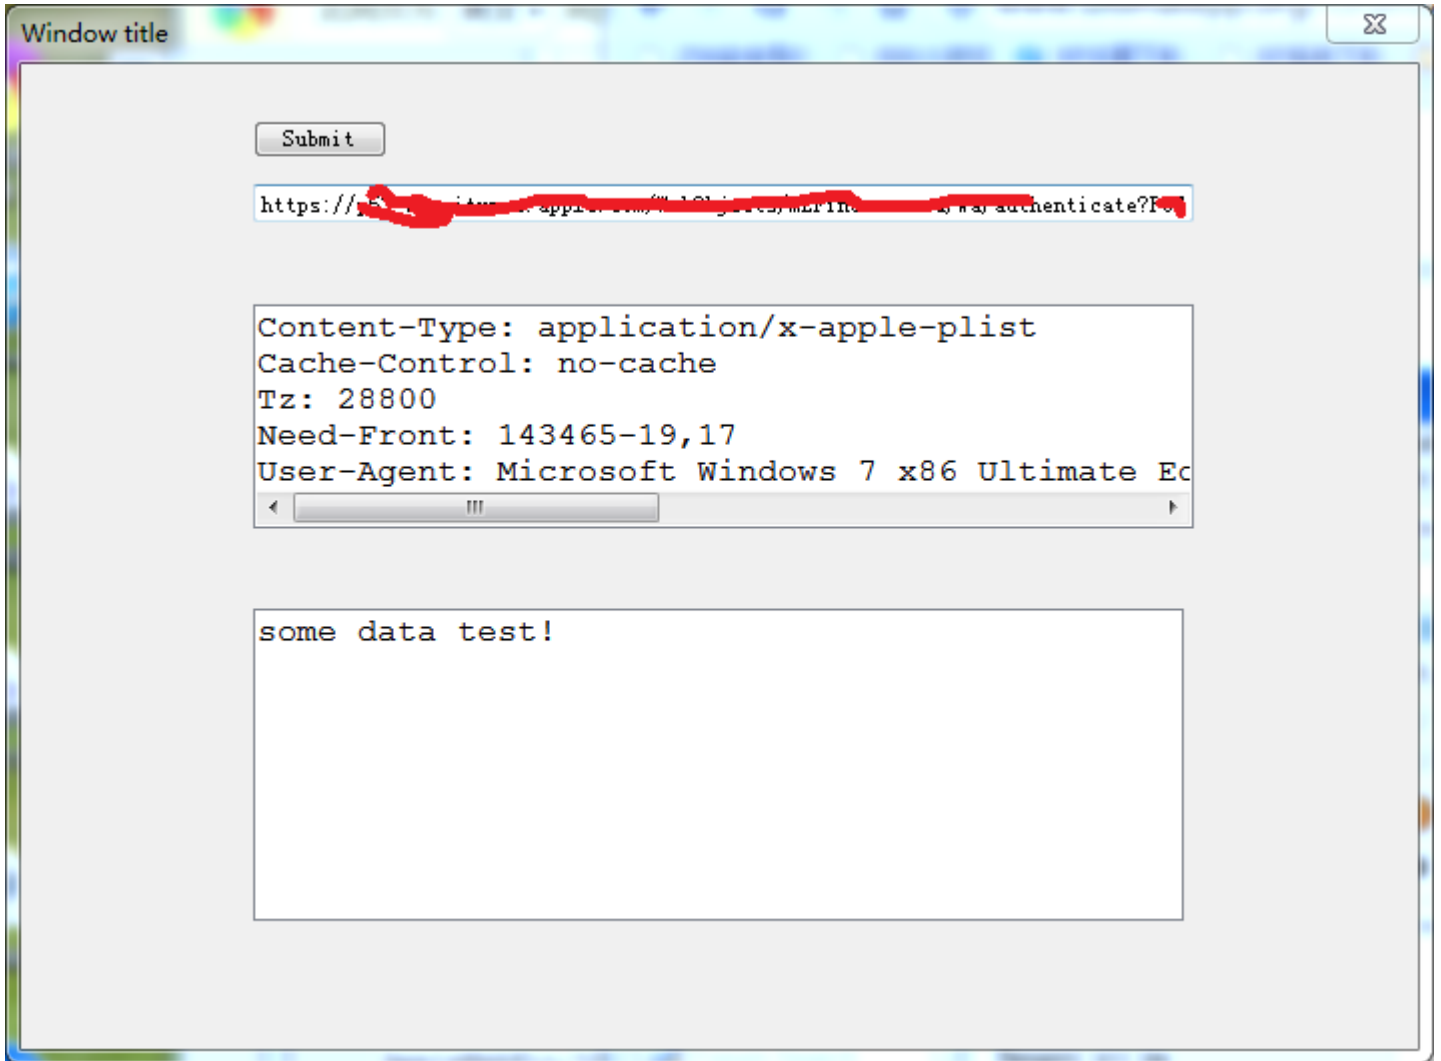 Window title
Submit
https://
authenticate?
Content-Type: application/x-apple-plist
Cache-Control: no-cache
Tz: 28800
Need-Front: 143465-19,17
User-Agent: Microsoft Windows 7 x86 Ultimate Ec
some data test!